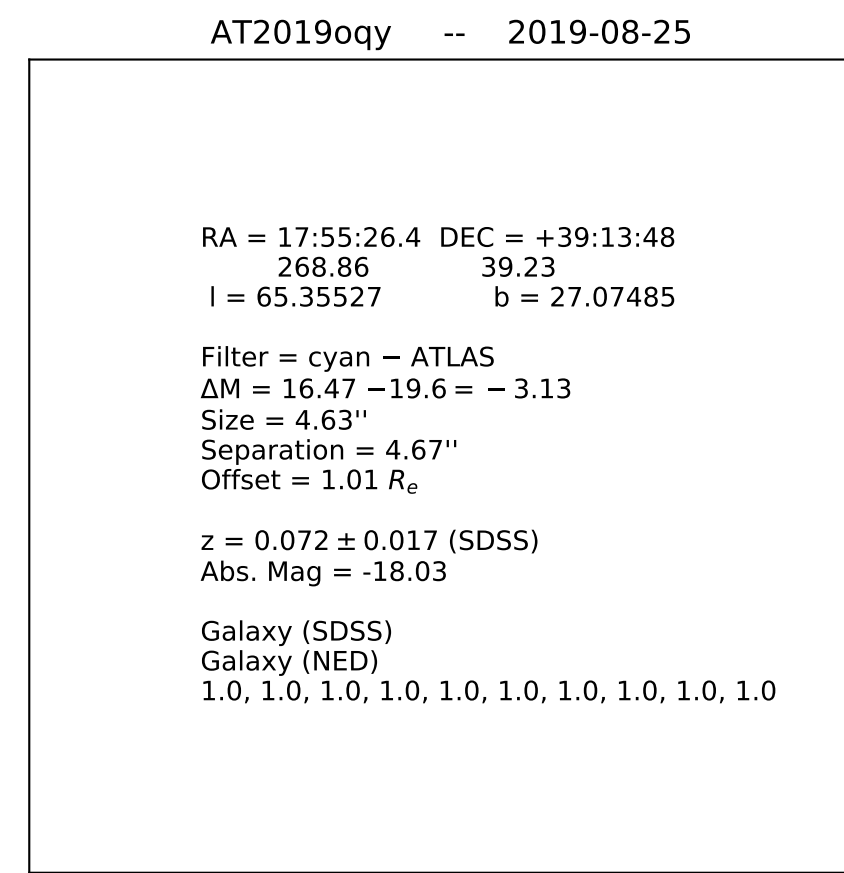 AT2019oqy -- 2019-08-25
RA = 17:55:26.4 DEC = +39:13:48
268.86 39.23
l = 65.35527 b = 27.07485
Filter = cyan − ATLAS
ΔM = 16.47 −19.6 = − 3.13
Size = 4.63''
Separation = 4.67''
Offset = 1.01 Rₑ
z = 0.072 ± 0.017 (SDSS)
Abs. Mag = -18.03
Galaxy (SDSS)
Galaxy (NED)
1.0, 1.0, 1.0, 1.0, 1.0, 1.0, 1.0, 1.0, 1.0, 1.0